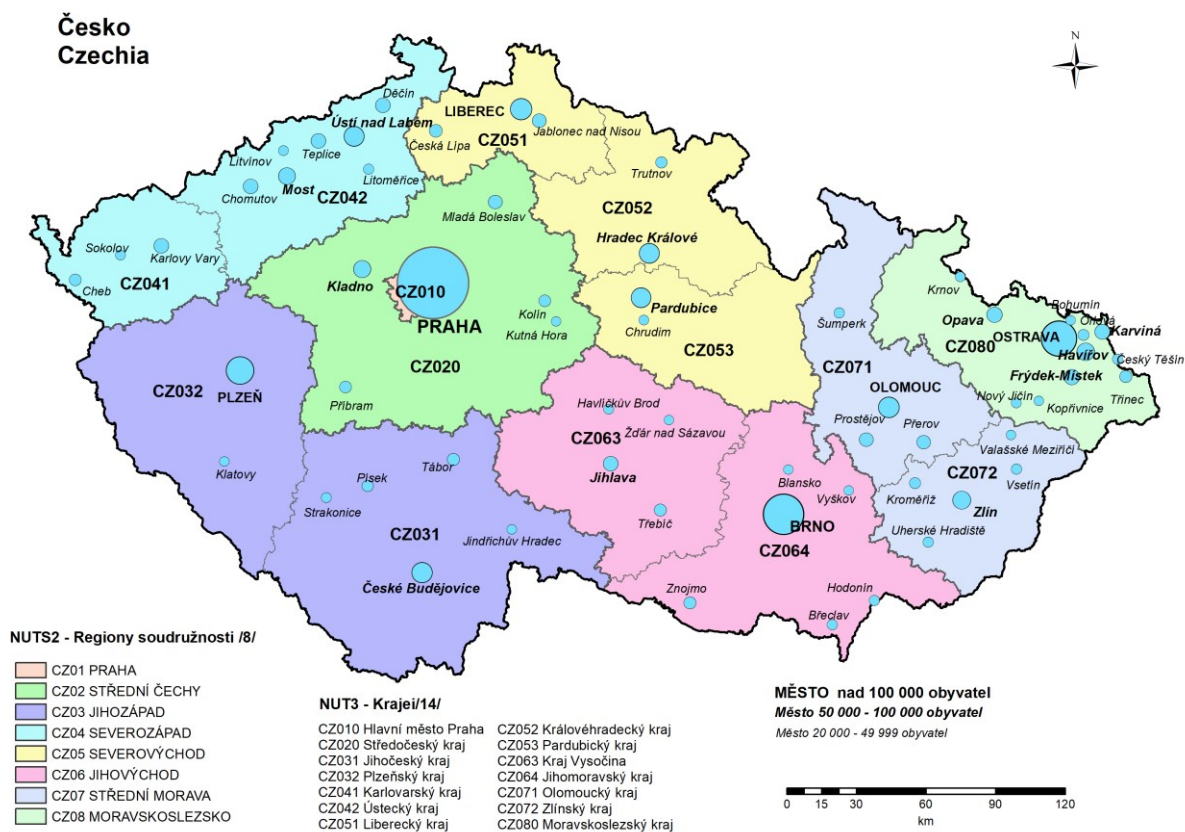 Česko
Czechia
N
Děčín
Ústí nad Labem
Litvínov
Teplice
Most
Chomutov
CZ042
Litoměřice
LIBEREC
CZ051
Jablonec nad Nisou
Česká Lípa
Trutnov
CZ052
Hradec Králové
Mladá Boleslav
Sokolov
Karlovy Vary
CZ041
Cheb
Kladno
CZ010
PRAHA
Kolín
Kutná Hora
CZ020
Příbram
Pardubice
Chrudim
CZ053
Šumperk
CZ071
OLOMOUC
Prostějov
Přerov
Krnov
Opava
CZ080
OSTRAVA
Bohumín
Orlová
Karviná
Havířov
Český Těšín
Frýdek-Místek
Třinec
Nový Jičín
Kopřivnice
CZ032
PLZEŇ
Klatovy
Havlíčkův Brod
CZ063
Žďár nad Sázavou
Jihlava
Třebíč
Tábor
Písek
Strakonice
CZ031
Jindřichův Hradec
České Budějovice
Blansko
Vyškov
BRNO
CZ064
Znojmo
Hodonín
Břeclav
Valašské Meziříčí
CZ072
Vsetín
Kroměříž
Zlín
Uherské Hradiště
NUTS2 - Regiony soudružnosti /8/
CZ01 PRAHA
CZ02 STŘEDNÍ ČECHY
CZ03 JIHOZÁPAD
CZ04 SEVEROZÁPAD
CZ05 SEVEROVÝCHOD
CZ06 JIHOVÝCHOD
CZ07 STŘEDNÍ MORAVA
CZ08 MORAVSKOSLEZSKO
NUT3 - Krajei/14/
CZ010 Hlavní město Praha
CZ020 Středočeský kraj
CZ031 Jihočeský kraj
CZ032 Plzeňský kraj
CZ041 Karlovarský kraj
CZ042 Ústecký kraj
CZ051 Liberecký kraj
CZ052 Královéhradecký kraj
CZ053 Pardubický kraj
CZ063 Kraj Vysočina
CZ064 Jihomoravský kraj
CZ071 Olomoucký kraj
CZ072 Zlínský kraj
CZ080 Moravskoslezský kraj
MĚSTO nad 100 000 obyvatel
Město 50 000 - 100 000 obyvatel
Město 20 000 - 49 999 obyvatel
0 15 30 60 90 120
km